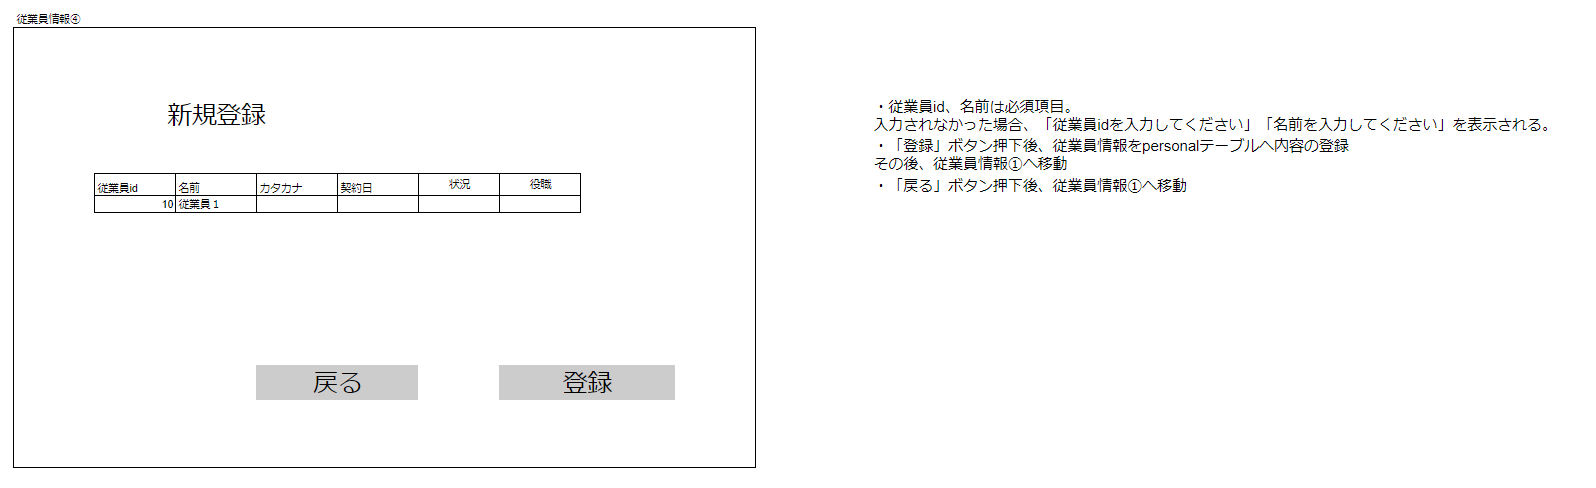 従業員情報④
新規登録
従業員id 名前 カタカナ 契約日 状況 役職
10 従業員１
戻る 登録
・従業員id、名前は必須項目。
入力されなかった場合、「従業員idを入力してください」「名前を入力してください」を表示される。
・「登録」ボタン押下後、従業員情報をpersonalテーブルへ内容の登録
その後、従業員情報①へ移動
・「戻る」ボタン押下後、従業員情報①へ移動